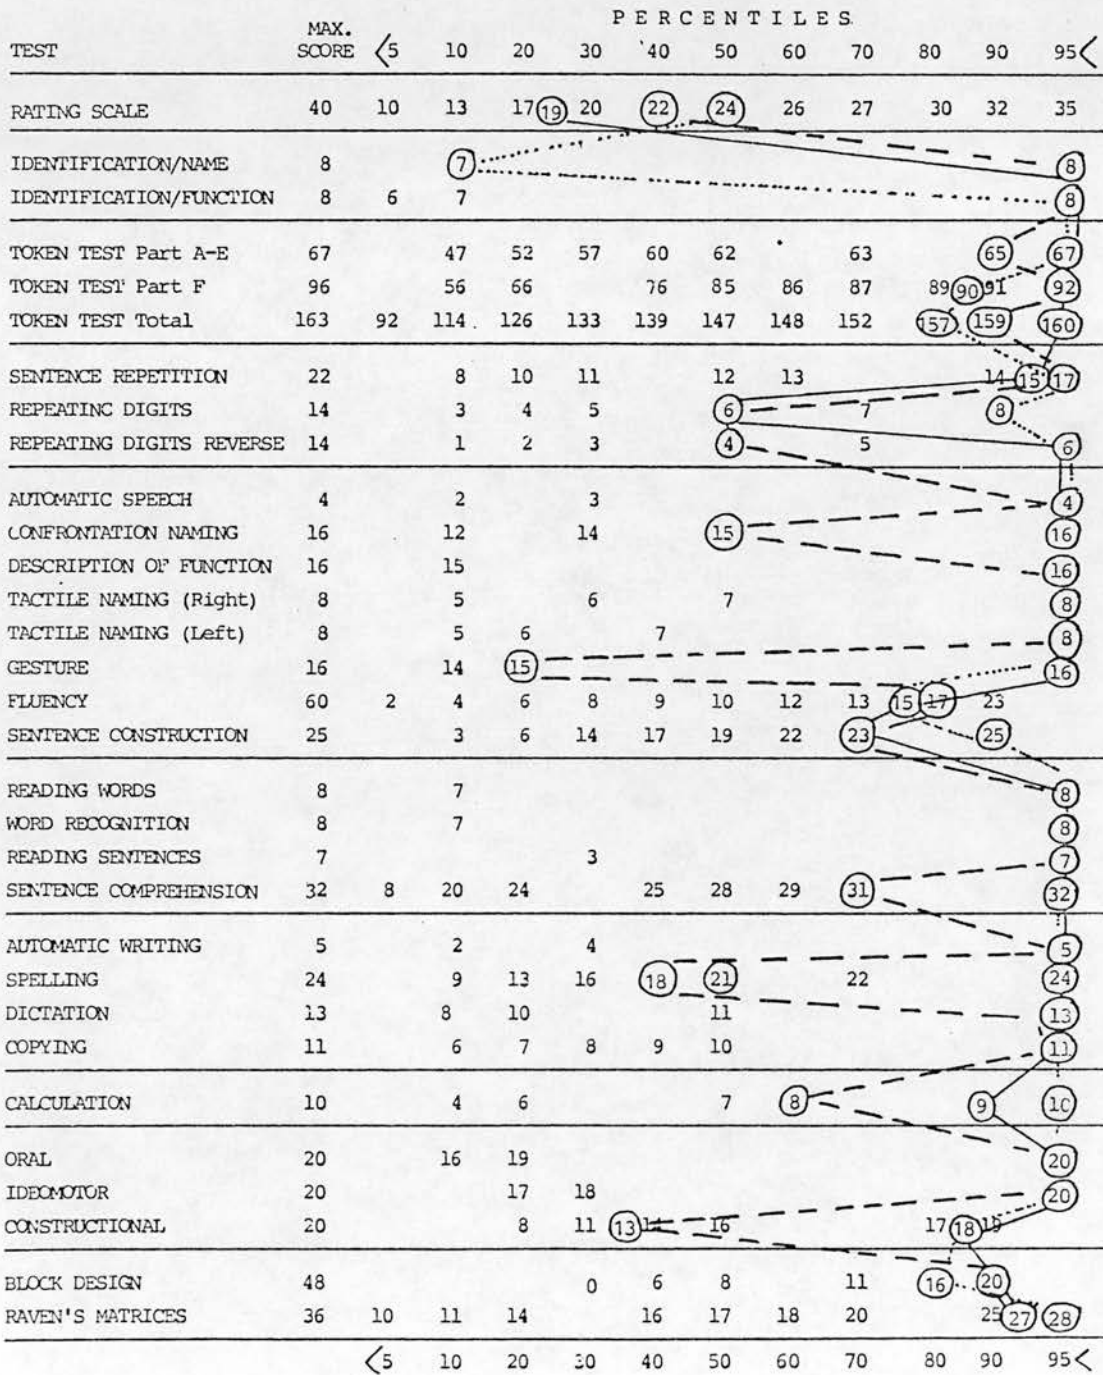 PERCENTILES
MAX.
TEST SCORE <5 10 20 30 40 50 60 70 80 90 95<
RATING SCALE 40 10 13 17 19 20 22 24 26 27 30 32 35
IDENTIFICATION/NAME 8 7 8
IDENTIFICATION/FUNCTION 8 6 7 8
TOKEN TEST Part A-E 67 47 52 57 60 62 63 65 67
TOKEN TEST Part F 96 56 66 76 85 86 87 89 90 91 92
TOKEN TEST Total 163 92 114 126 133 139 147 148 152 157 159 160
SENTENCE REPETITION 22 8 10 11 12 13 14 15 17
REPEATINC DIGITS 14 3 4 5 6 7 8
REPEATING DIGITS REVERSE 14 1 2 3 4 5 6
AUTOMATIC SPEECH 4 2 3 4
CONFRONTATION NAMING 16 12 14 15 16
DESCRIPTION OF FUNCTION 16 15 16
TACTILE NAMING (Right) 8 5 6 7 8
TACTILE NAMING (Left) 8 5 6 7 8
GESTURE 16 14 15 16
FLUENCY 60 2 4 6 8 9 10 12 13 15 17 23
SENTENCE CONSTRUCTION 25 3 6 14 17 19 22 23 25
READING WORDS 8 7 8
WORD RECOGNITION 8 7 8
READING SENTENCES 7 3 7
SENTENCE COMPREHENSION 32 8 20 24 25 28 29 31 32
AUTOMATIC WRITING 5 2 4 5
SPELLING 24 9 13 16 18 21 22 24
DICTATION 13 8 10 11 13
COPYING 11 6 7 8 9 10 11
CALCULATION 10 4 6 7 8 9 10
ORAL 20 16 19 20
IDEOMOTOR 20 17 18 20
CONSTRUCTIONAL 20 8 11 13 14 16 17 18 19
BLOCK DESIGN 48 0 6 8 11 16 20
RAVEN'S MATRICES 36 10 11 14 16 17 18 20 25 27 28
<5 10 20 30 40 50 60 70 80 90 95<